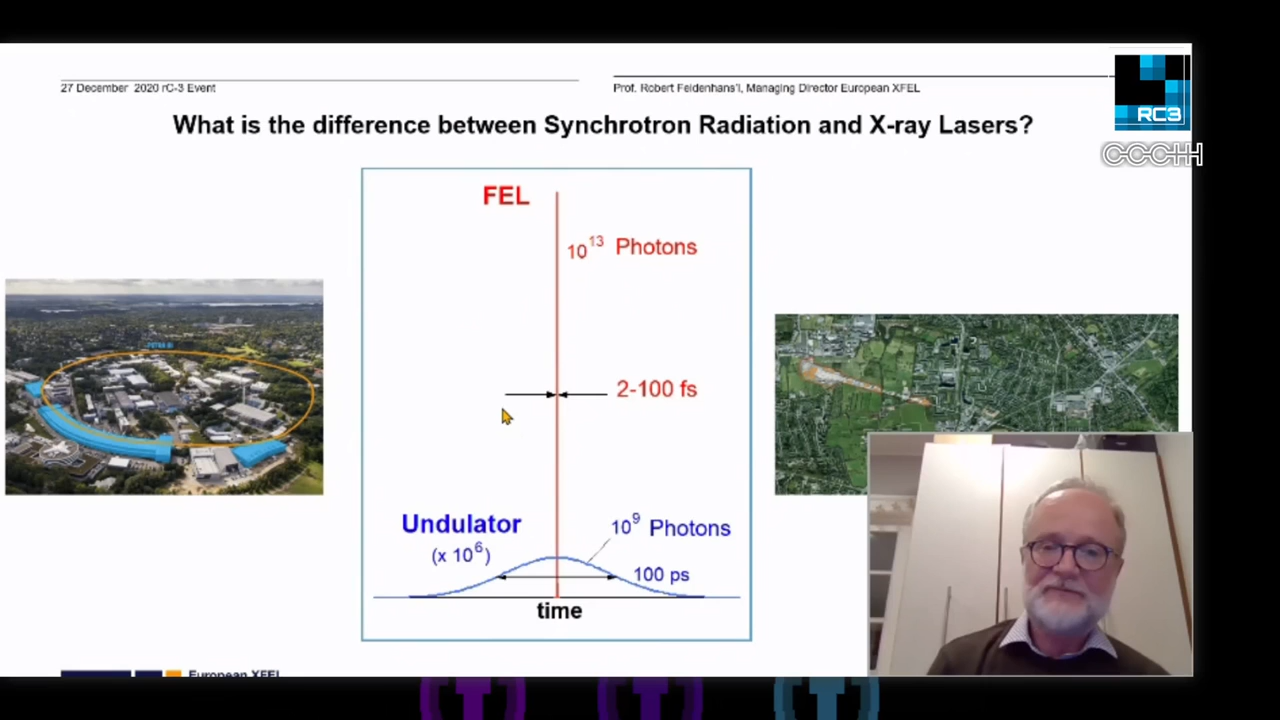 27 December 2020 rC-3 Event
Prof. Robert Feidenhans'l, Managing Director European XFEL
RC3
CCCHH
What is the difference between Synchrotron Radiation and X-ray Lasers?
FEL
10^13 Photons
2-100 fs
Undulator
(x 10^6)
10^9 Photons
100 ps
time
European XFEL